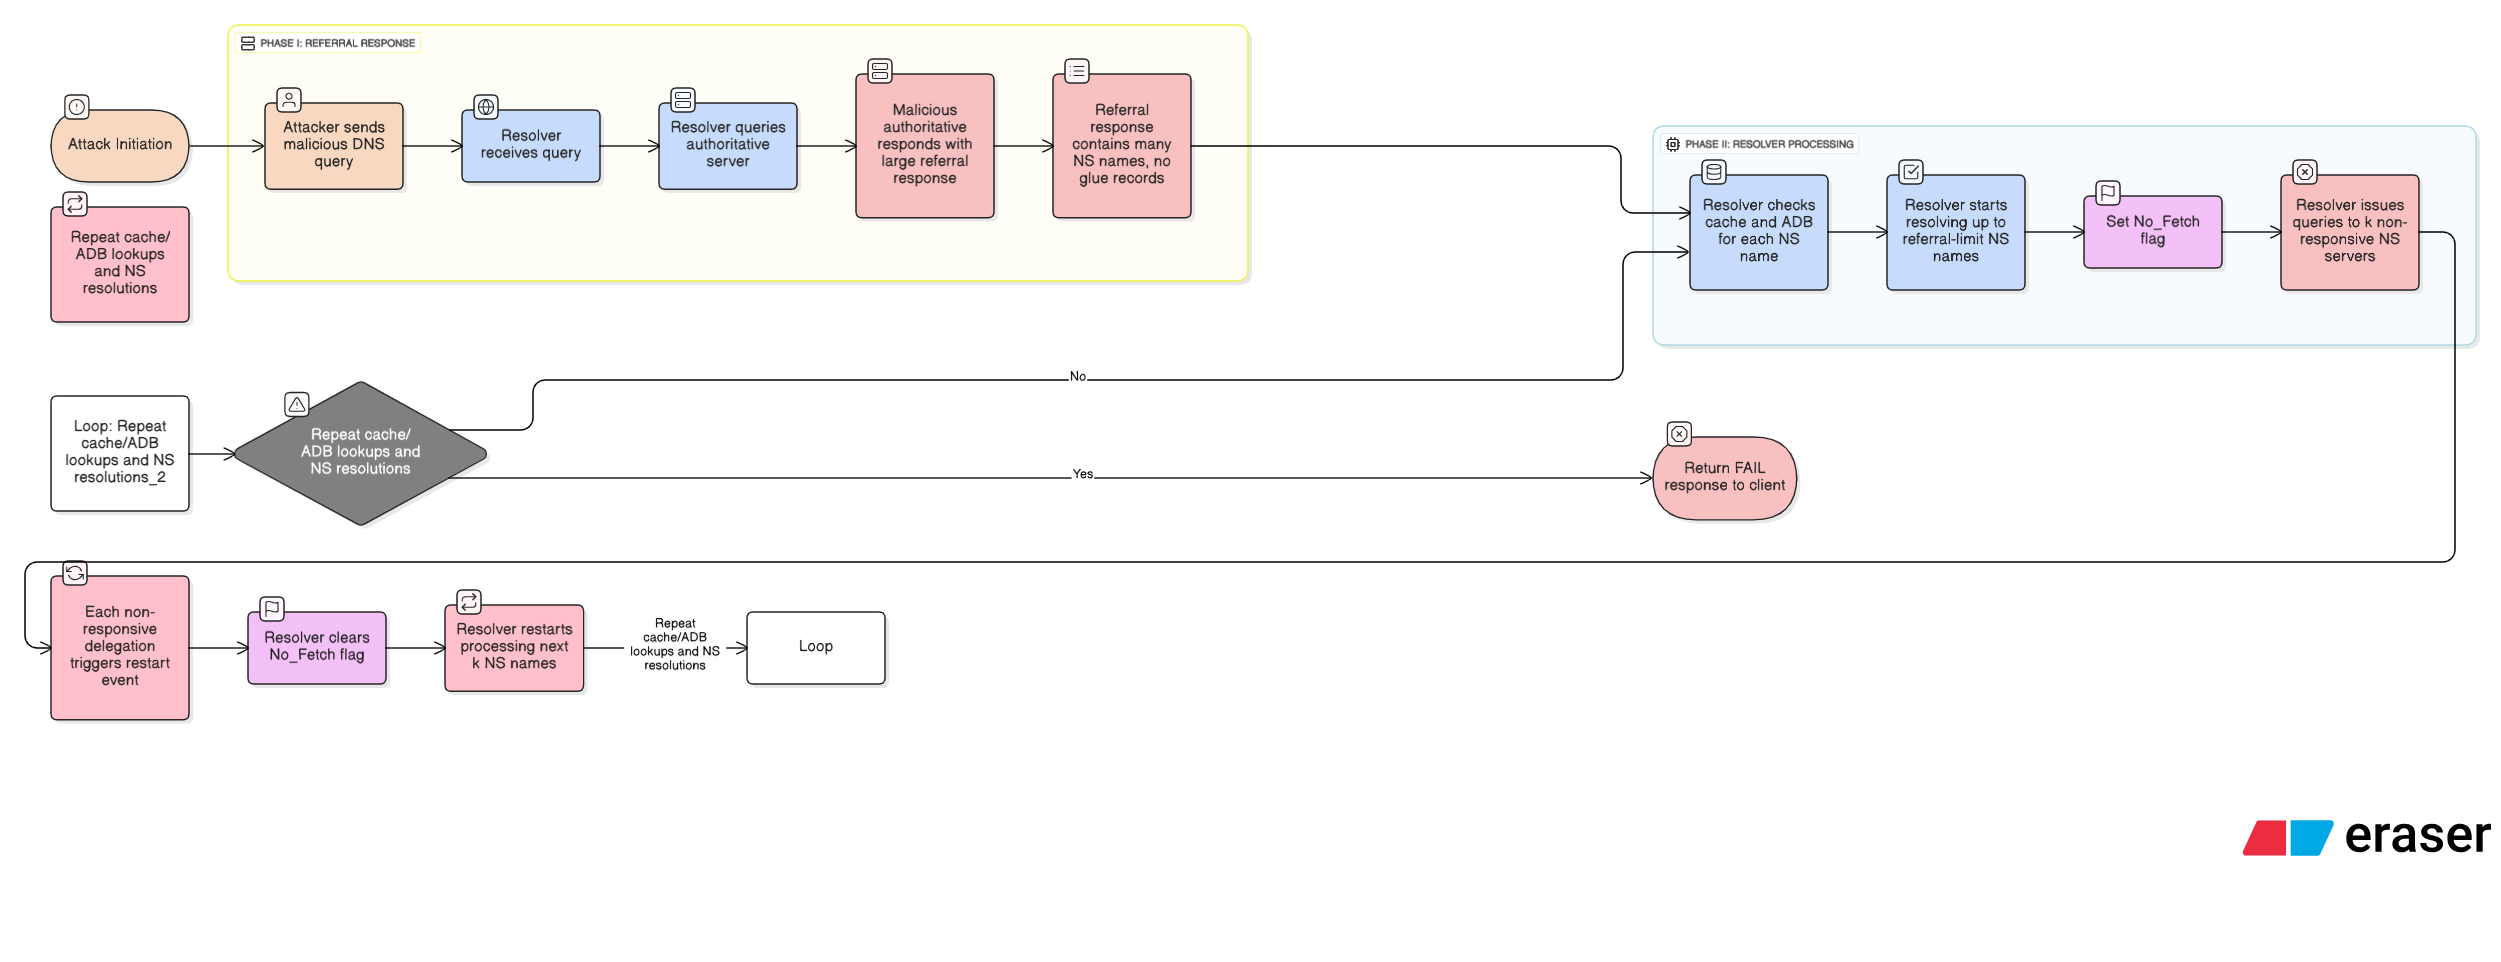 PHASE I: REFERRAL RESPONSE
Attack Initiation
Attacker sends
malicious DNS
query
Resolver
receives query
Resolver queries
authoritative
server
Malicious
authoritative
responds with
large referral
response
Referral
response
contains many
NS names, no
glue records
PHASE II: RESOLVER PROCESSING
Resolver checks
cache and ADB
for each NS
name
Resolver starts
resolving up to
referral-limit NS
names
Set No_Fetch
flag
Resolver issues
queries to k non-
responsive NS
servers
Repeat cache/
ADB lookups
and NS
resolutions
Loop: Repeat
cache/ADB
lookups and NS
resolutions_2
Repeat cache/
ADB lookups and
NS resolutions
No
Yes
Return FAIL
response to client
Each non-
responsive
delegation
triggers restart
event
Resolver clears
No_Fetch flag
Resolver restarts
processing next
k NS names
Repeat
cache/ADB
lookups and NS
resolutions
Loop
eraser